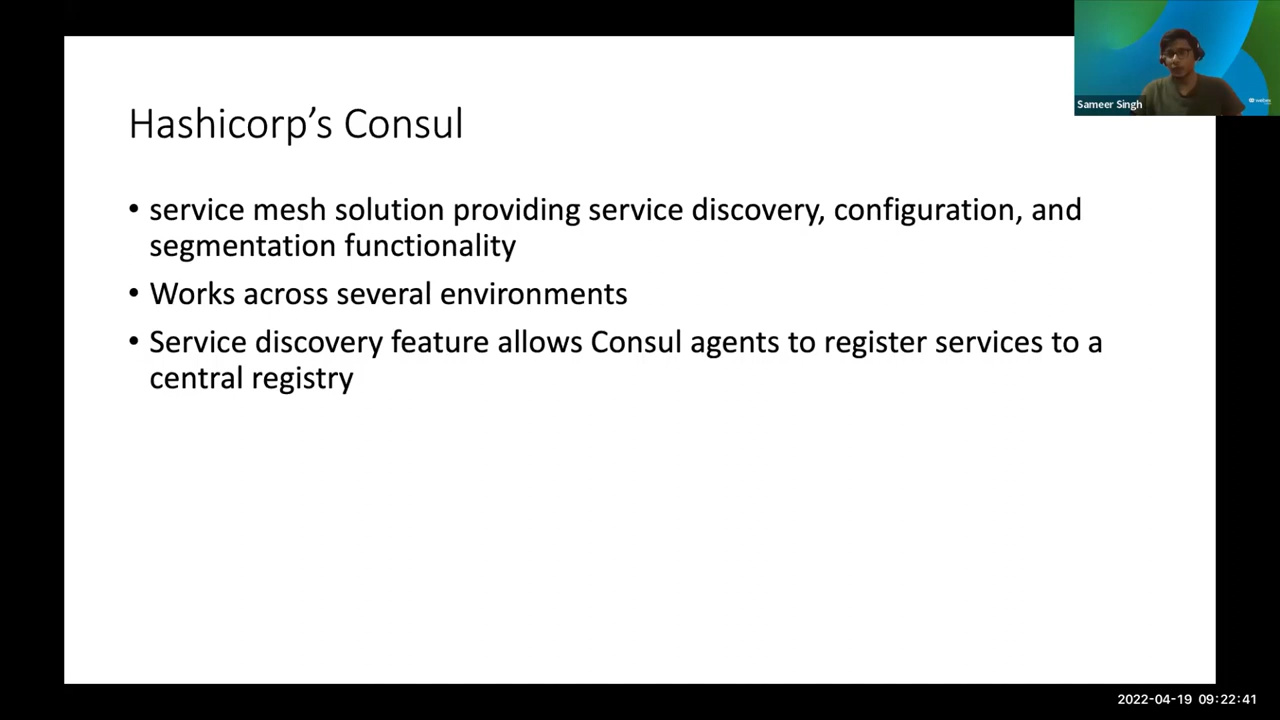 Hashicorp's Consul
• service mesh solution providing service discovery, configuration, and
segmentation functionality
• Works across several environments
• Service discovery feature allows Consul agents to register services to a
central registry
Sameer Singh
webex
2022-04-19 09:22:41